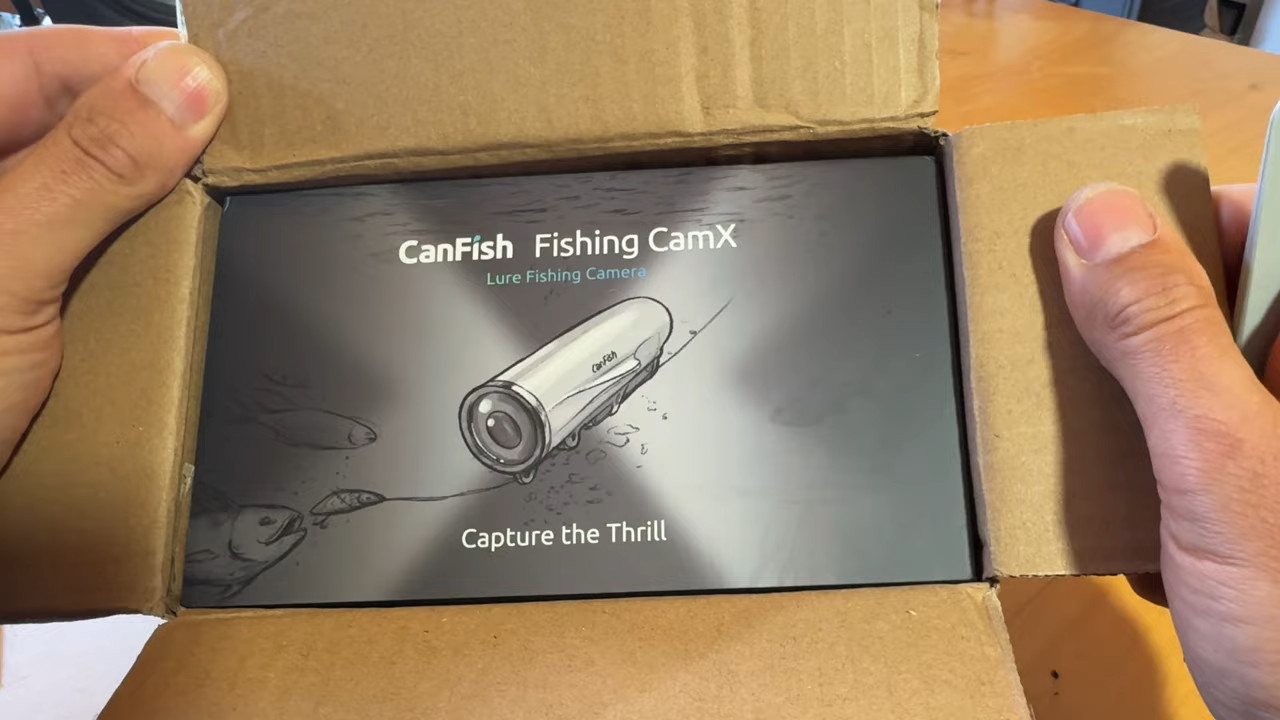 CanFish Fishing CamX
Lure Fishing Camera
CanFish
Capture the Thrill